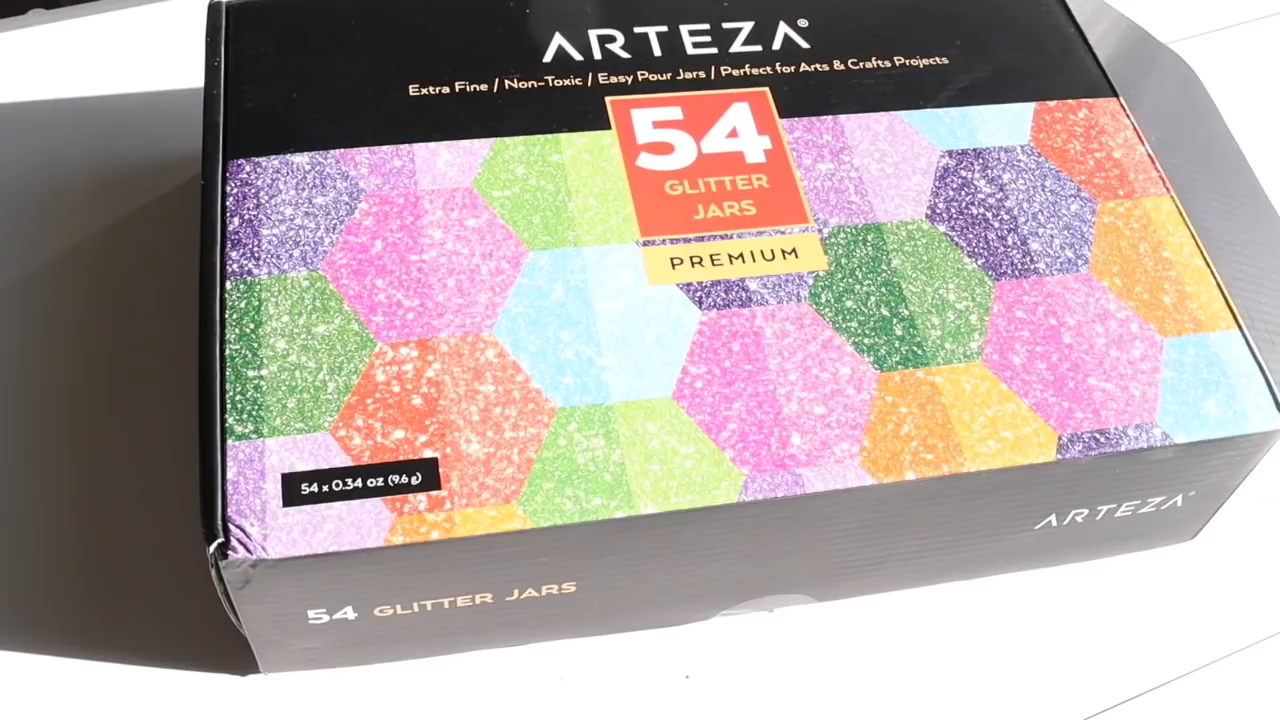 ARTEZA®
Extra Fine / Non-Toxic / Easy Pour Jars / Perfect for Arts & Crafts Projects
54
GLITTER
JARS
PREMIUM
54 x 0.34 oz (9.6 g)
ARTEZA®
54 GLITTER JARS